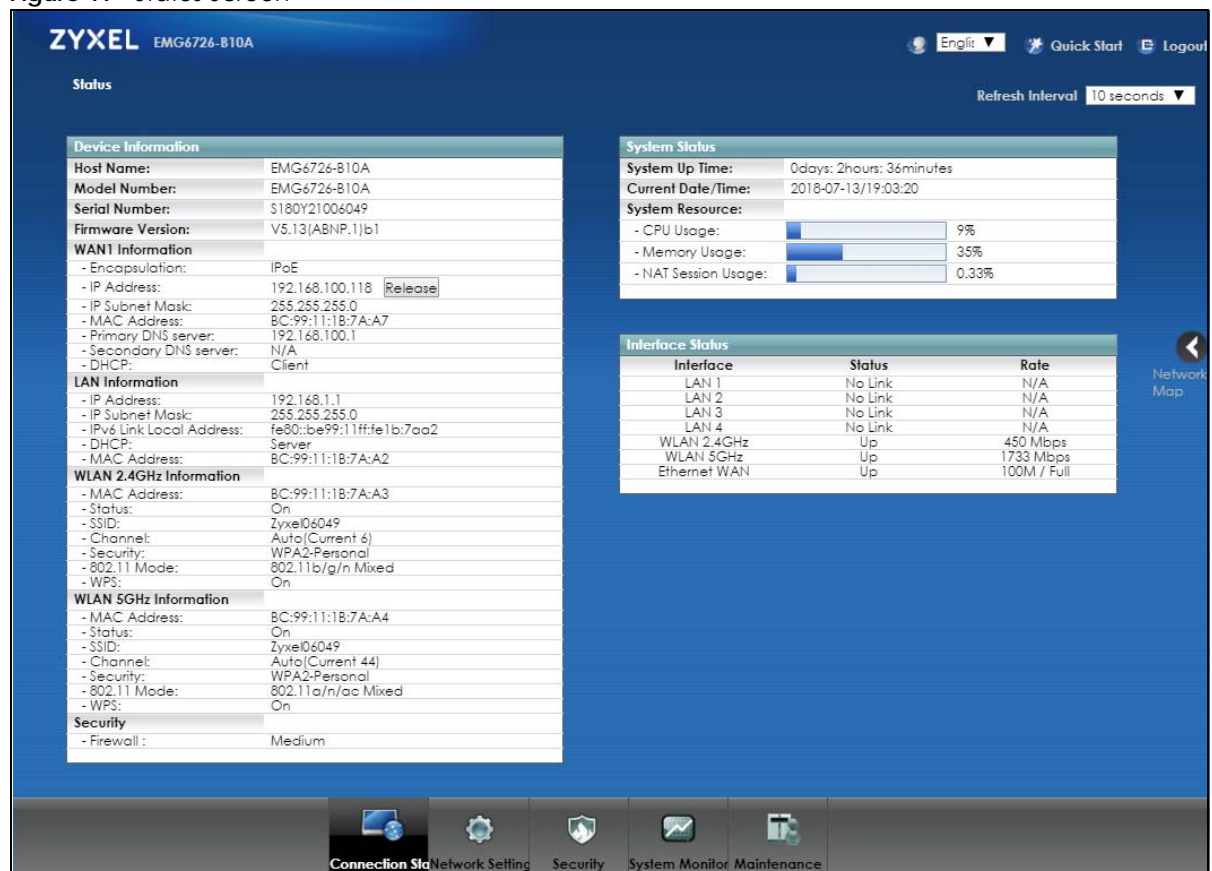 ZYXEL EMG6726-B10A
Englis Quick Start Logout
Status
Refresh Interval 10 seconds
Device Information
Host Name: EMG6726-B10A
Model Number: EMG6726-B10A
Serial Number: S180Y21006049
Firmware Version: V5.13(ABNP.1)b1
WAN1 Information
- Encapsulation: IPoE
- IP Address: 192.168.100.118 Release
- IP Subnet Mask: 255.255.255.0
- MAC Address: BC:99:11:1B:7A:A7
- Primary DNS server: 192.168.100.1
- Secondary DNS server: N/A
- DHCP: Client
LAN Information
- IP Address: 192.168.1.1
- IP Subnet Mask: 255.255.255.0
- IPv6 Link Local Address: fe80::be99:11ff:fe1b:7aa2
- DHCP: Server
- MAC Address: BC:99:11:1B:7A:A2
WLAN 2.4GHz Information
- MAC Address: BC:99:11:1B:7A:A3
- Status: On
- SSID: Zyxel06049
- Channel: Auto(Current 6)
- Security: WPA2-Personal
- 802.11 Mode: 802.11b/g/n Mixed
- WPS: On
WLAN 5GHz Information
- MAC Address: BC:99:11:1B:7A:A4
- Status: On
- SSID: Zyxel06049
- Channel: Auto(Current 44)
- Security: WPA2-Personal
- 802.11 Mode: 802.11a/n/ac Mixed
- WPS: On
Security
- Firewall : Medium
System Status
System Up Time: 0days: 2hours: 36minutes
Current Date/Time: 2018-07-13/19:03:20
System Resource:
- CPU Usage: 9%
- Memory Usage: 35%
- NAT Session Usage: 0.33%
Interface Status
Interface Status Rate
LAN 1 No Link N/A
LAN 2 No Link N/A
LAN 3 No Link N/A
LAN 4 No Link N/A
WLAN 2.4GHz Up 450 Mbps
WLAN 5GHz Up 1733 Mbps
Ethernet WAN Up 100M / Full
Network
Map
Connection Sta Network Setting Security System Monitor Maintenance